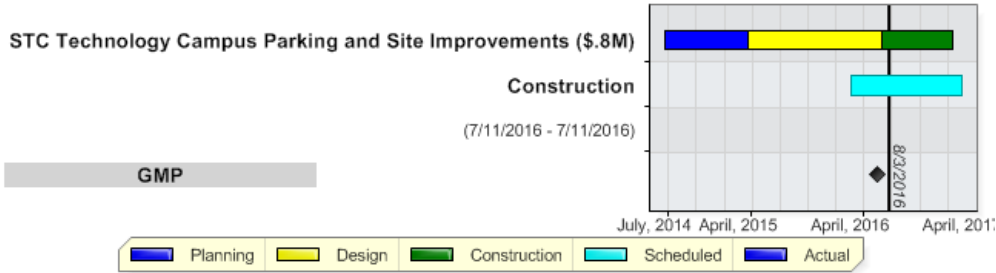 STC Technology Campus Parking and Site Improvements ($.8M)
Construction
(7/11/2016 - 7/11/2016)
GMP
8/3/2016
July, 2014 April, 2015 April, 2016 April, 2017
Planning Design Construction Scheduled Actual